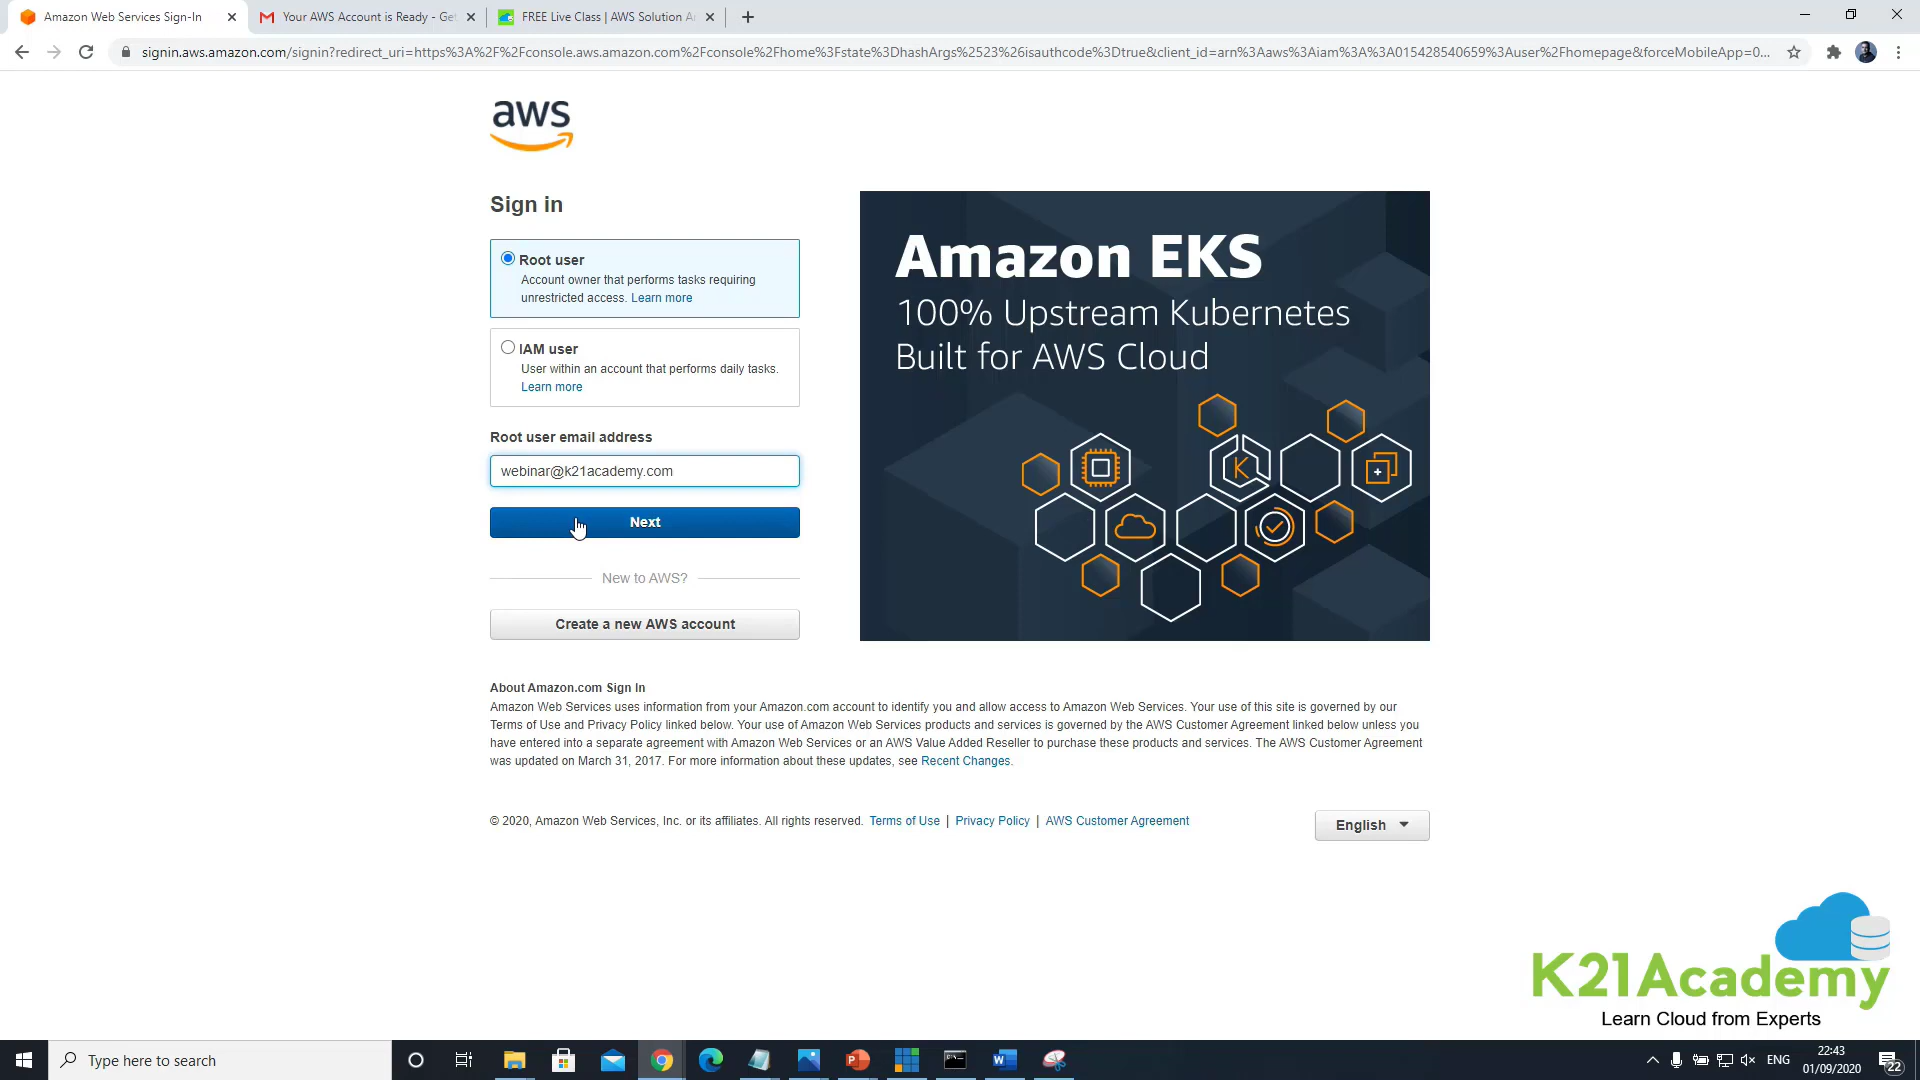 Amazon Web Services Sign-In
Your AWS Account is Ready - Get
FREE Live Class | AWS Solution Ar
signin.aws.amazon.com/signin?redirect_uri=https%3A%2F%2Fconsole.aws.amazon.com%2Fconsole%2Fhome%3Fstate%3DhashArgs%2523%26isauthcode%3Dtrue&client_id=arn%3Aaws%3Aiam%3A%3A015428540659%3Auser%2Fhomepage&forceMobileApp=0...
aws
Sign in
Root user
Account owner that performs tasks requiring
unrestricted access. Learn more
IAM user
User within an account that performs daily tasks.
Learn more
Root user email address
webinar@k21academy.com
Next
New to AWS?
Create a new AWS account
Amazon EKS
100% Upstream Kubernetes
Built for AWS Cloud
K
About Amazon.com Sign In
Amazon Web Services uses information from your Amazon.com account to identify you and allow access to Amazon Web Services. Your use of this site is governed by our
Terms of Use and Privacy Policy linked below. Your use of Amazon Web Services products and services is governed by the AWS Customer Agreement linked below unless you
have entered into a separate agreement with Amazon Web Services or an AWS Value Added Reseller to purchase these products and services. The AWS Customer Agreement
was updated on March 31, 2017. For more information about these updates, see Recent Changes.
© 2020, Amazon Web Services, Inc. or its affiliates. All rights reserved. Terms of Use | Privacy Policy | AWS Customer Agreement
English
K21Academy
Learn Cloud from Experts
Type here to search
ENG
22:43
01/09/2020
22